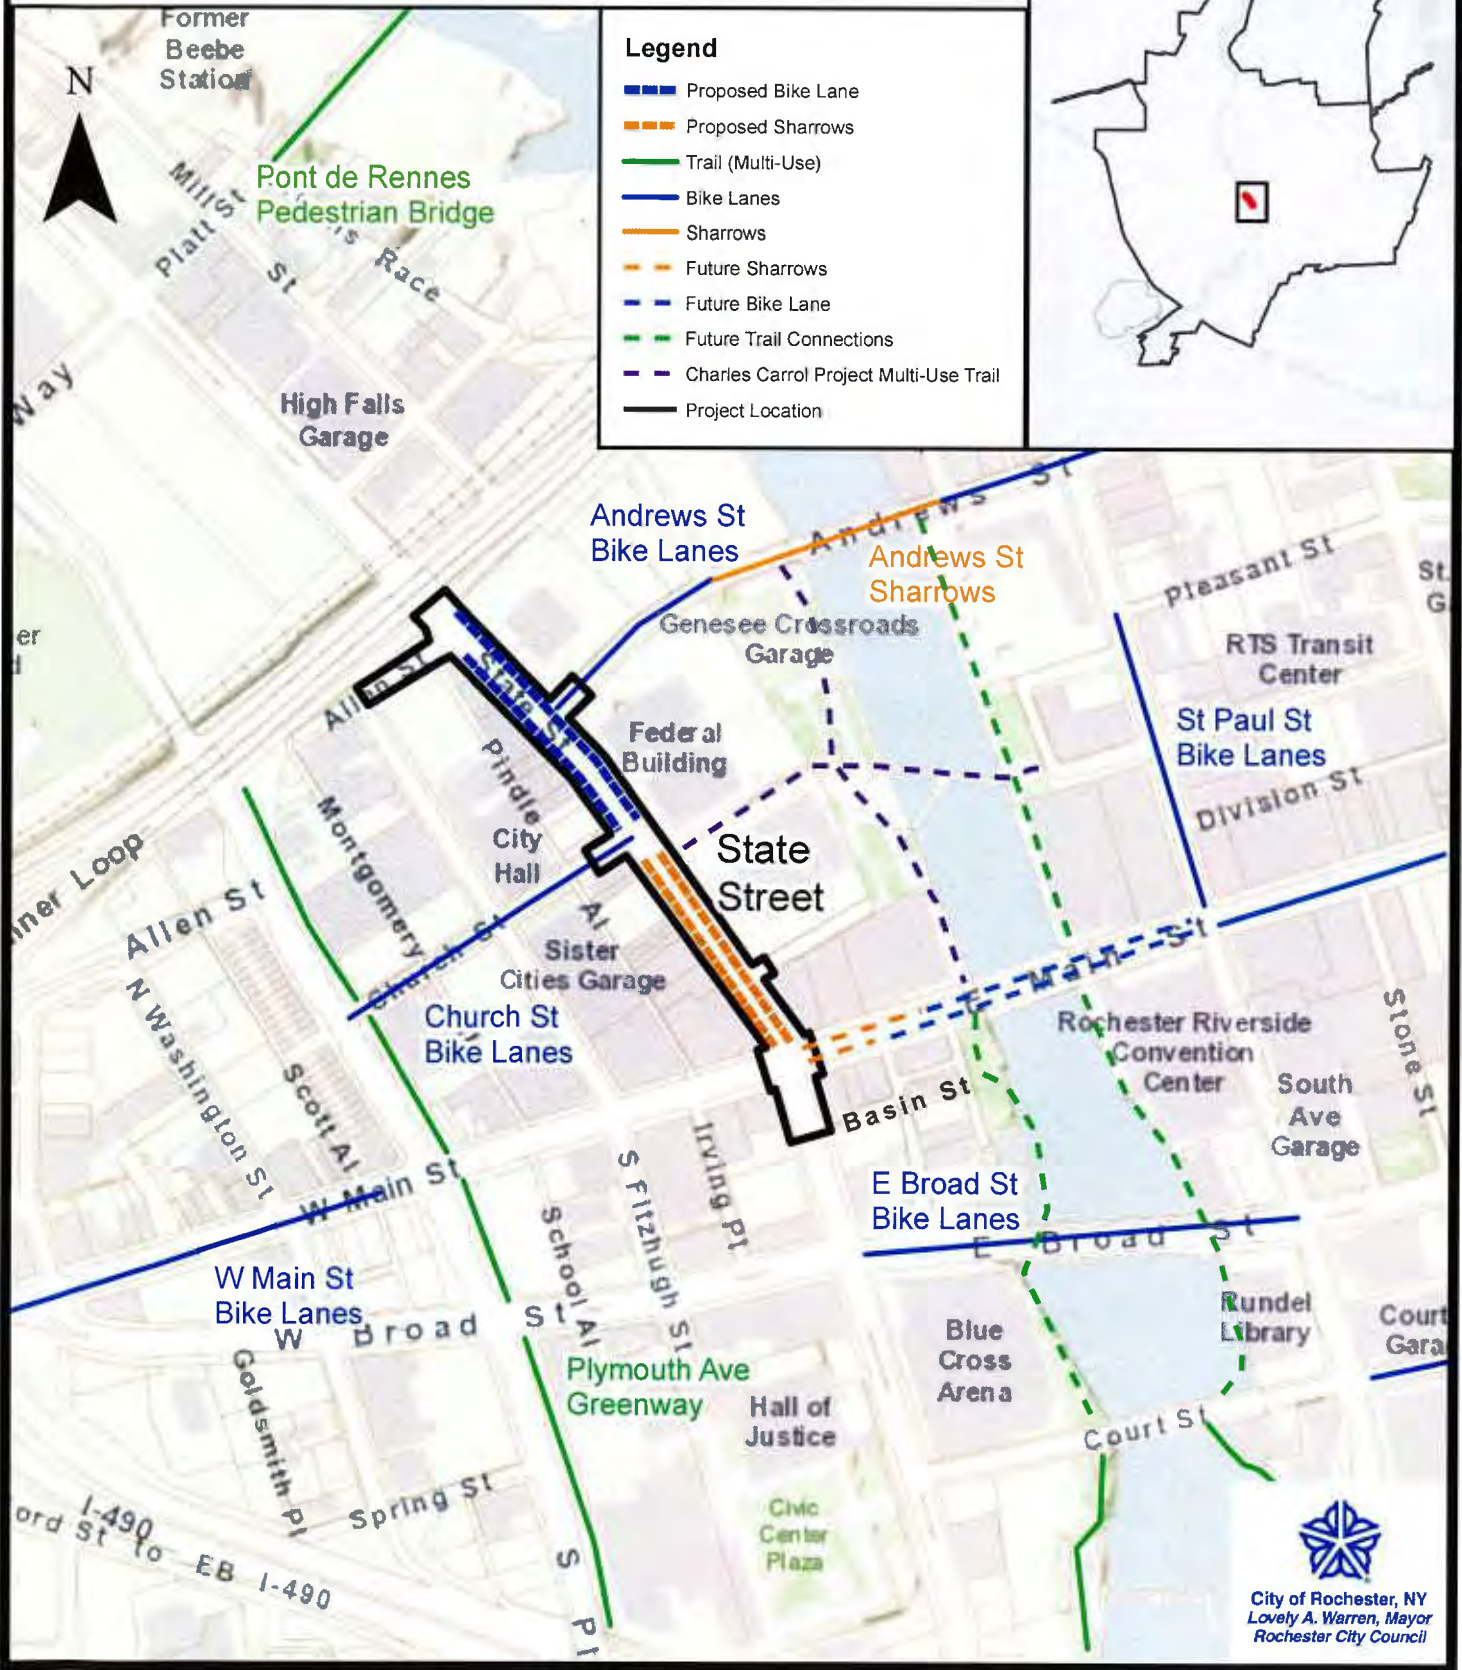 Former
Beebe
Station
N
Mill St
Platt St
Pont de Rennes
Pedestrian Bridge
Race
Way
High Falls
Garage
Legend
Proposed Bike Lane
Proposed Sharrows
Trail (Multi-Use)
Bike Lanes
Sharrows
Future Sharrows
Future Bike Lane
Future Trail Connections
Charles Carrol Project Multi-Use Trail
Project Location
Andrews St
Bike Lanes
Andrews St
Andrews St
Sharrows
Pleasant St
St.
G
er
Genesee Crossroads
Garage
RTS Transit
Center
Allen St
State St
St Paul St
Bike Lanes
Federal
Building
Pindle Al
Division St
Montgomery
City
Hall
State
Street
Inner Loop
Allen St
Church St
Sister
Cities Garage
E Main St
N Washington St
Church St
Bike Lanes
Rochester Riverside
Convention
Center
Stone St
Scott Al
Basin St
South
Ave
Garage
Irving Pl
W Main St
S Fitzhugh St
E Broad St
Bike Lanes
School Al
E Broad St
W Main St
Bike Lanes
W Broad St
Rundel
Library
Court
Gara
Blue
Cross
Arena
Goldsmith Pl
Plymouth Ave
Greenway
Hall of
Justice
Court St
Spring St
Civic
Center
Plaza
I-490
ord St to EB I-490
S Pl
City of Rochester, NY
Lovely A. Warren, Mayor
Rochester City Council